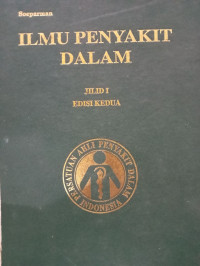 Soeparman
ILMU PENYAKIT
DALAM
JILID I
EDISI KEDUA
PERSATUAN AHLI PENYAKIT DALAM
INDONESIA